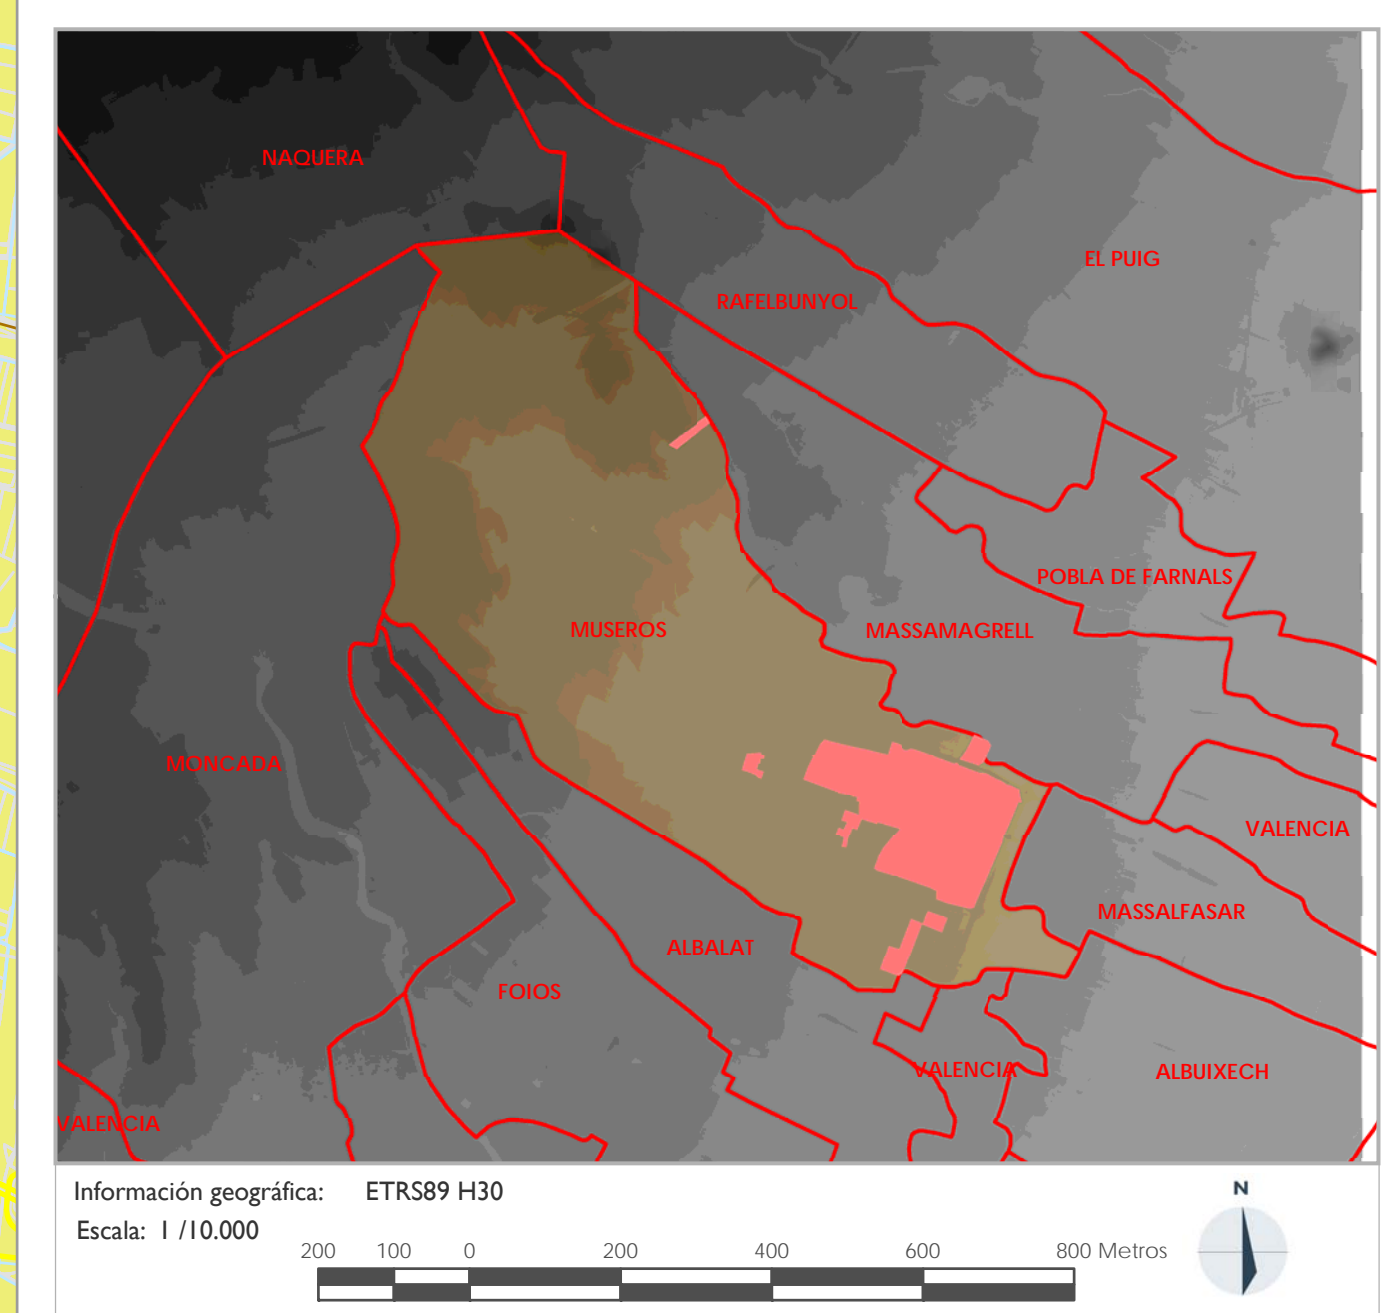 NAQUERA
EL PUIG
RAFELBUNYOL
POBLA DE FARNALS
MUSEROS
MASSAMAGRELL
MONCADA
VALENCIA
MASSALFASAR
ALBALAT
FOIOS
VALENCIA
ALBUIXECH
VALENCIA
Información geográfica: ETRS89 H30
N
Escala: 1 /10.000
200 100 0 200 400 600 800 Metros